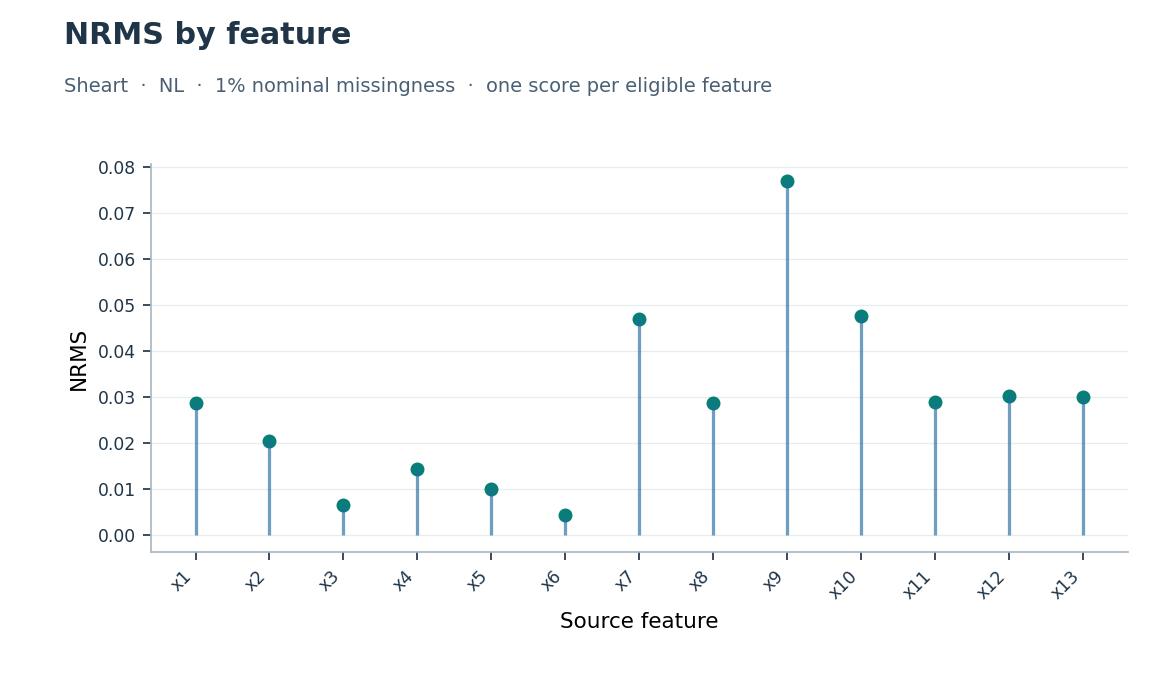 NRMS by feature
Sheart · NL · 1% nominal missingness · one score per eligible feature
0.08
0.07
0.06
0.05
0.04
0.03
0.02
0.01
0.00
NRMS
x1 x2 x3 x4 x5 x6 x7 x8 x9 x10 x11 x12 x13
Source feature